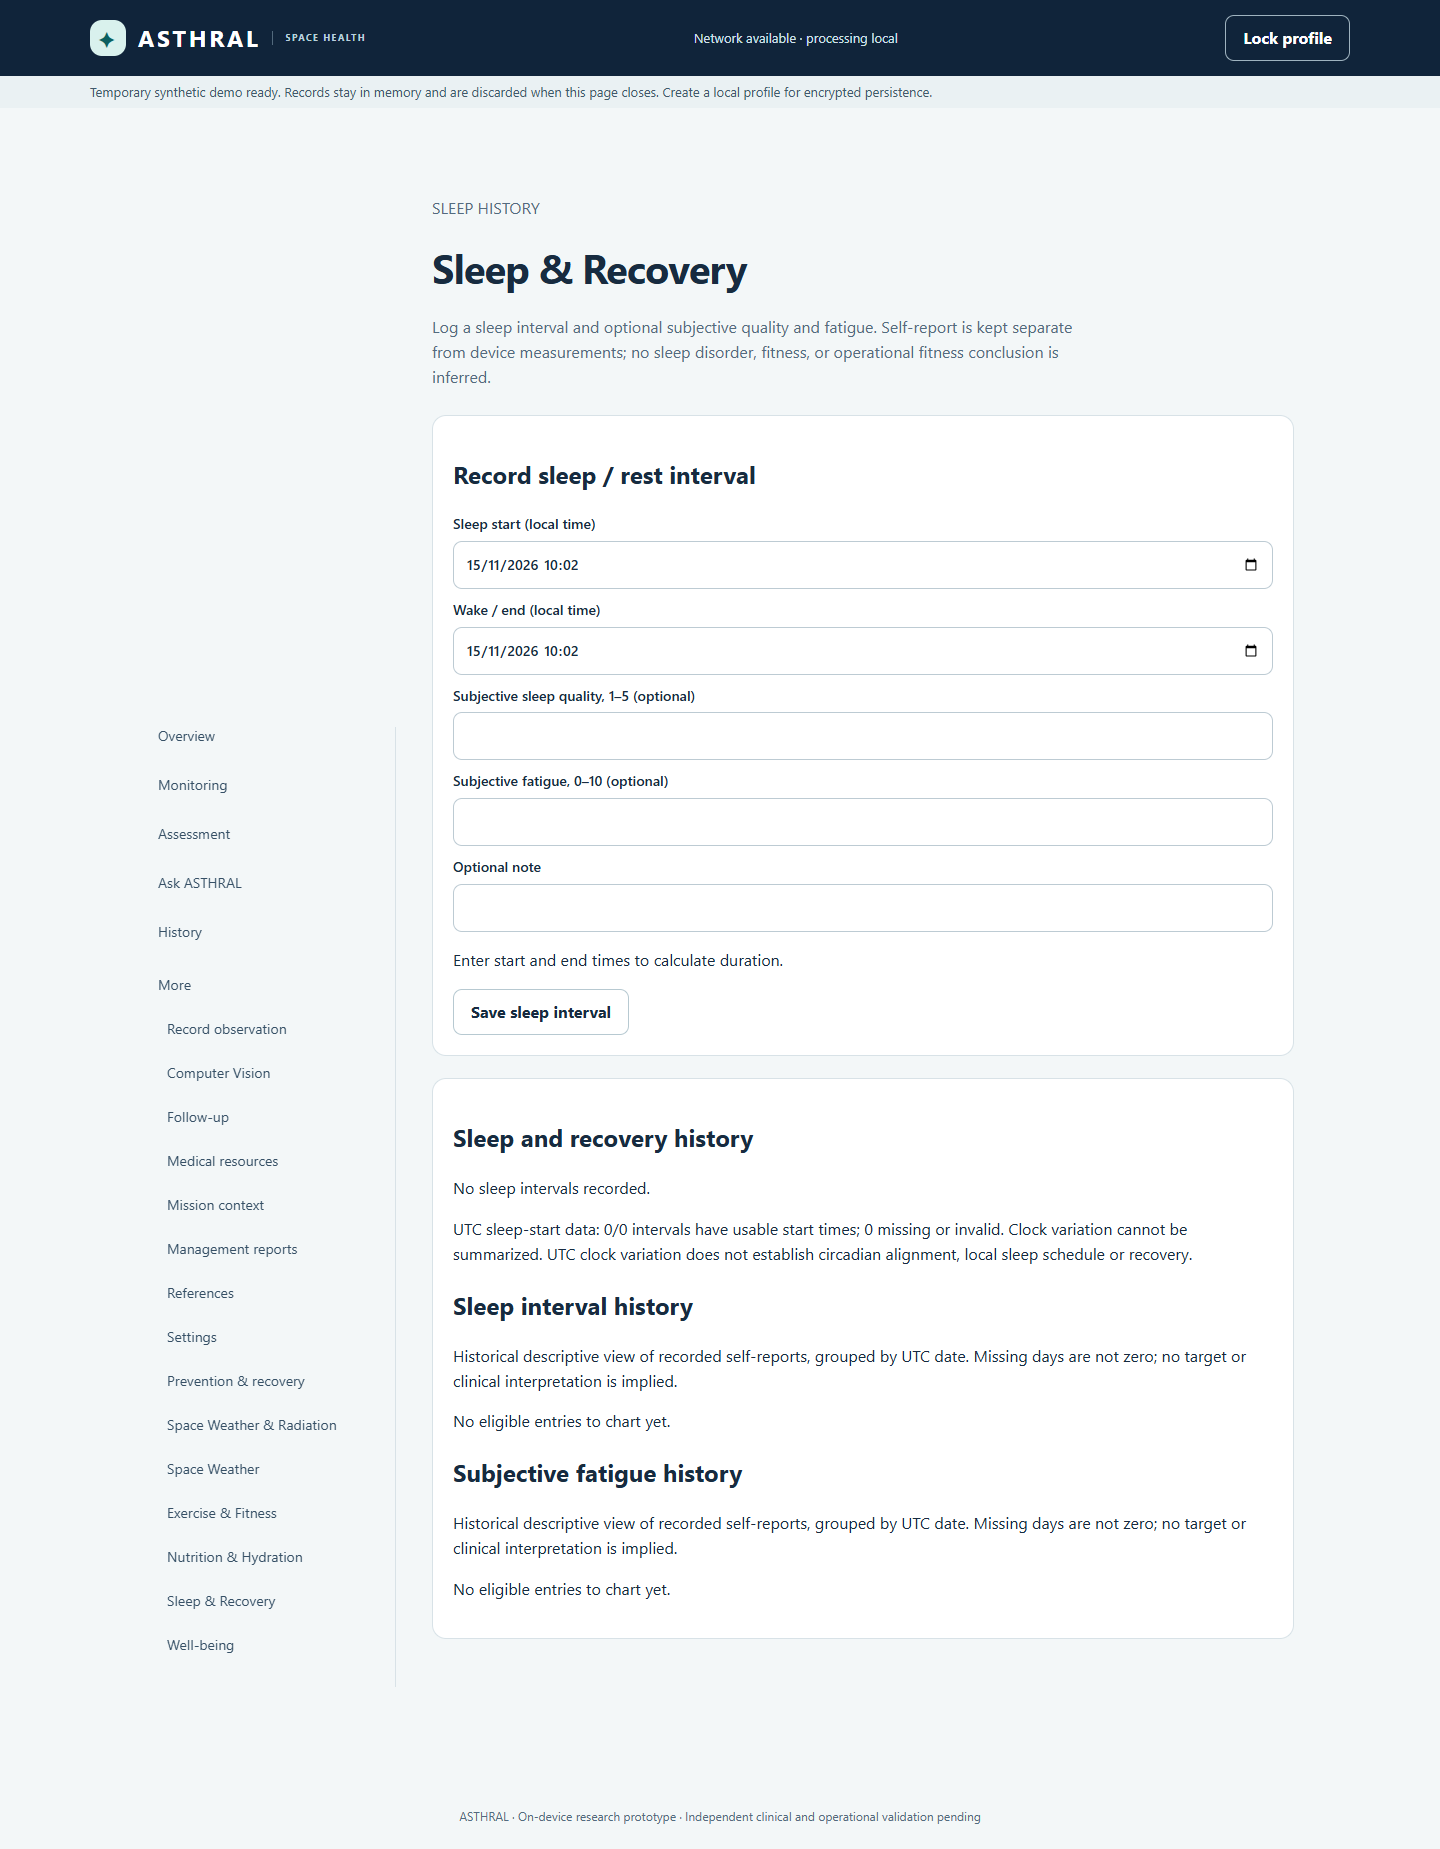 ASTHRAL
SPACE HEALTH
Network available · processing local
Lock profile
Temporary synthetic demo ready. Records stay in memory and are discarded when this page closes. Create a local profile for encrypted persistence.
SLEEP HISTORY
Sleep & Recovery
Log a sleep interval and optional subjective quality and fatigue. Self-report is kept separate
from device measurements; no sleep disorder, fitness, or operational fitness conclusion is
inferred.
Record sleep / rest interval
Sleep start (local time)
15/11/2026 10:02
Wake / end (local time)
15/11/2026 10:02
Subjective sleep quality, 1–5 (optional)
Subjective fatigue, 0–10 (optional)
Optional note
Enter start and end times to calculate duration.
Save sleep interval
Sleep and recovery history
No sleep intervals recorded.
UTC sleep-start data: 0/0 intervals have usable start times; 0 missing or invalid. Clock variation cannot be
summarized. UTC clock variation does not establish circadian alignment, local sleep schedule or recovery.
Sleep interval history
Historical descriptive view of recorded self-reports, grouped by UTC date. Missing days are not zero; no target or
clinical interpretation is implied.
No eligible entries to chart yet.
Subjective fatigue history
Historical descriptive view of recorded self-reports, grouped by UTC date. Missing days are not zero; no target or
clinical interpretation is implied.
No eligible entries to chart yet.
Overview
Monitoring
Assessment
Ask ASTHRAL
History
More
Record observation
Computer Vision
Follow-up
Medical resources
Mission context
Management reports
References
Settings
Prevention & recovery
Space Weather & Radiation
Space Weather
Exercise & Fitness
Nutrition & Hydration
Sleep & Recovery
Well-being
ASTHRAL · On-device research prototype · Independent clinical and operational validation pending